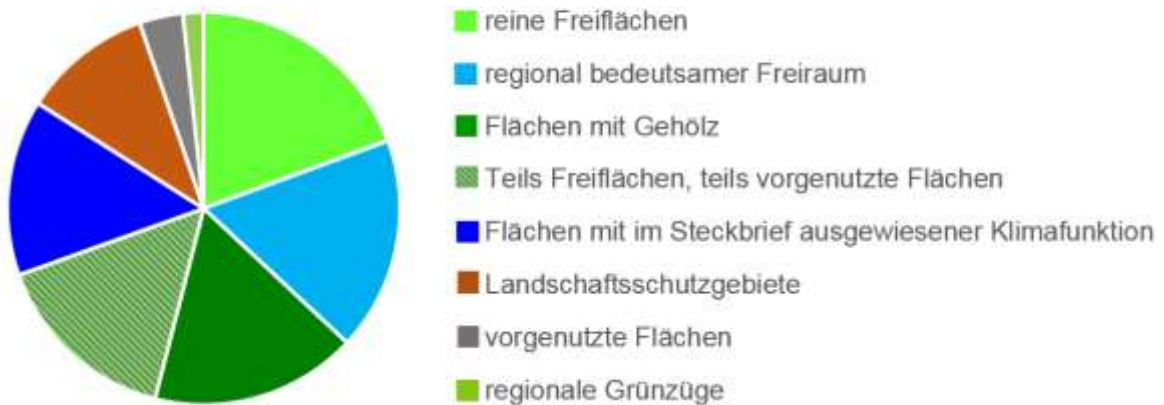 reine Freiflächen
regional bedeutsamer Freiraum
Flächen mit Gehölz
Teils Freiflächen, teils vorgenutzte Flächen
Flächen mit im Steckbrief ausgewiesener Klimafunktion
Landschaftsschutzgebiete
vorgenutzte Flächen
regionale Grünzüge